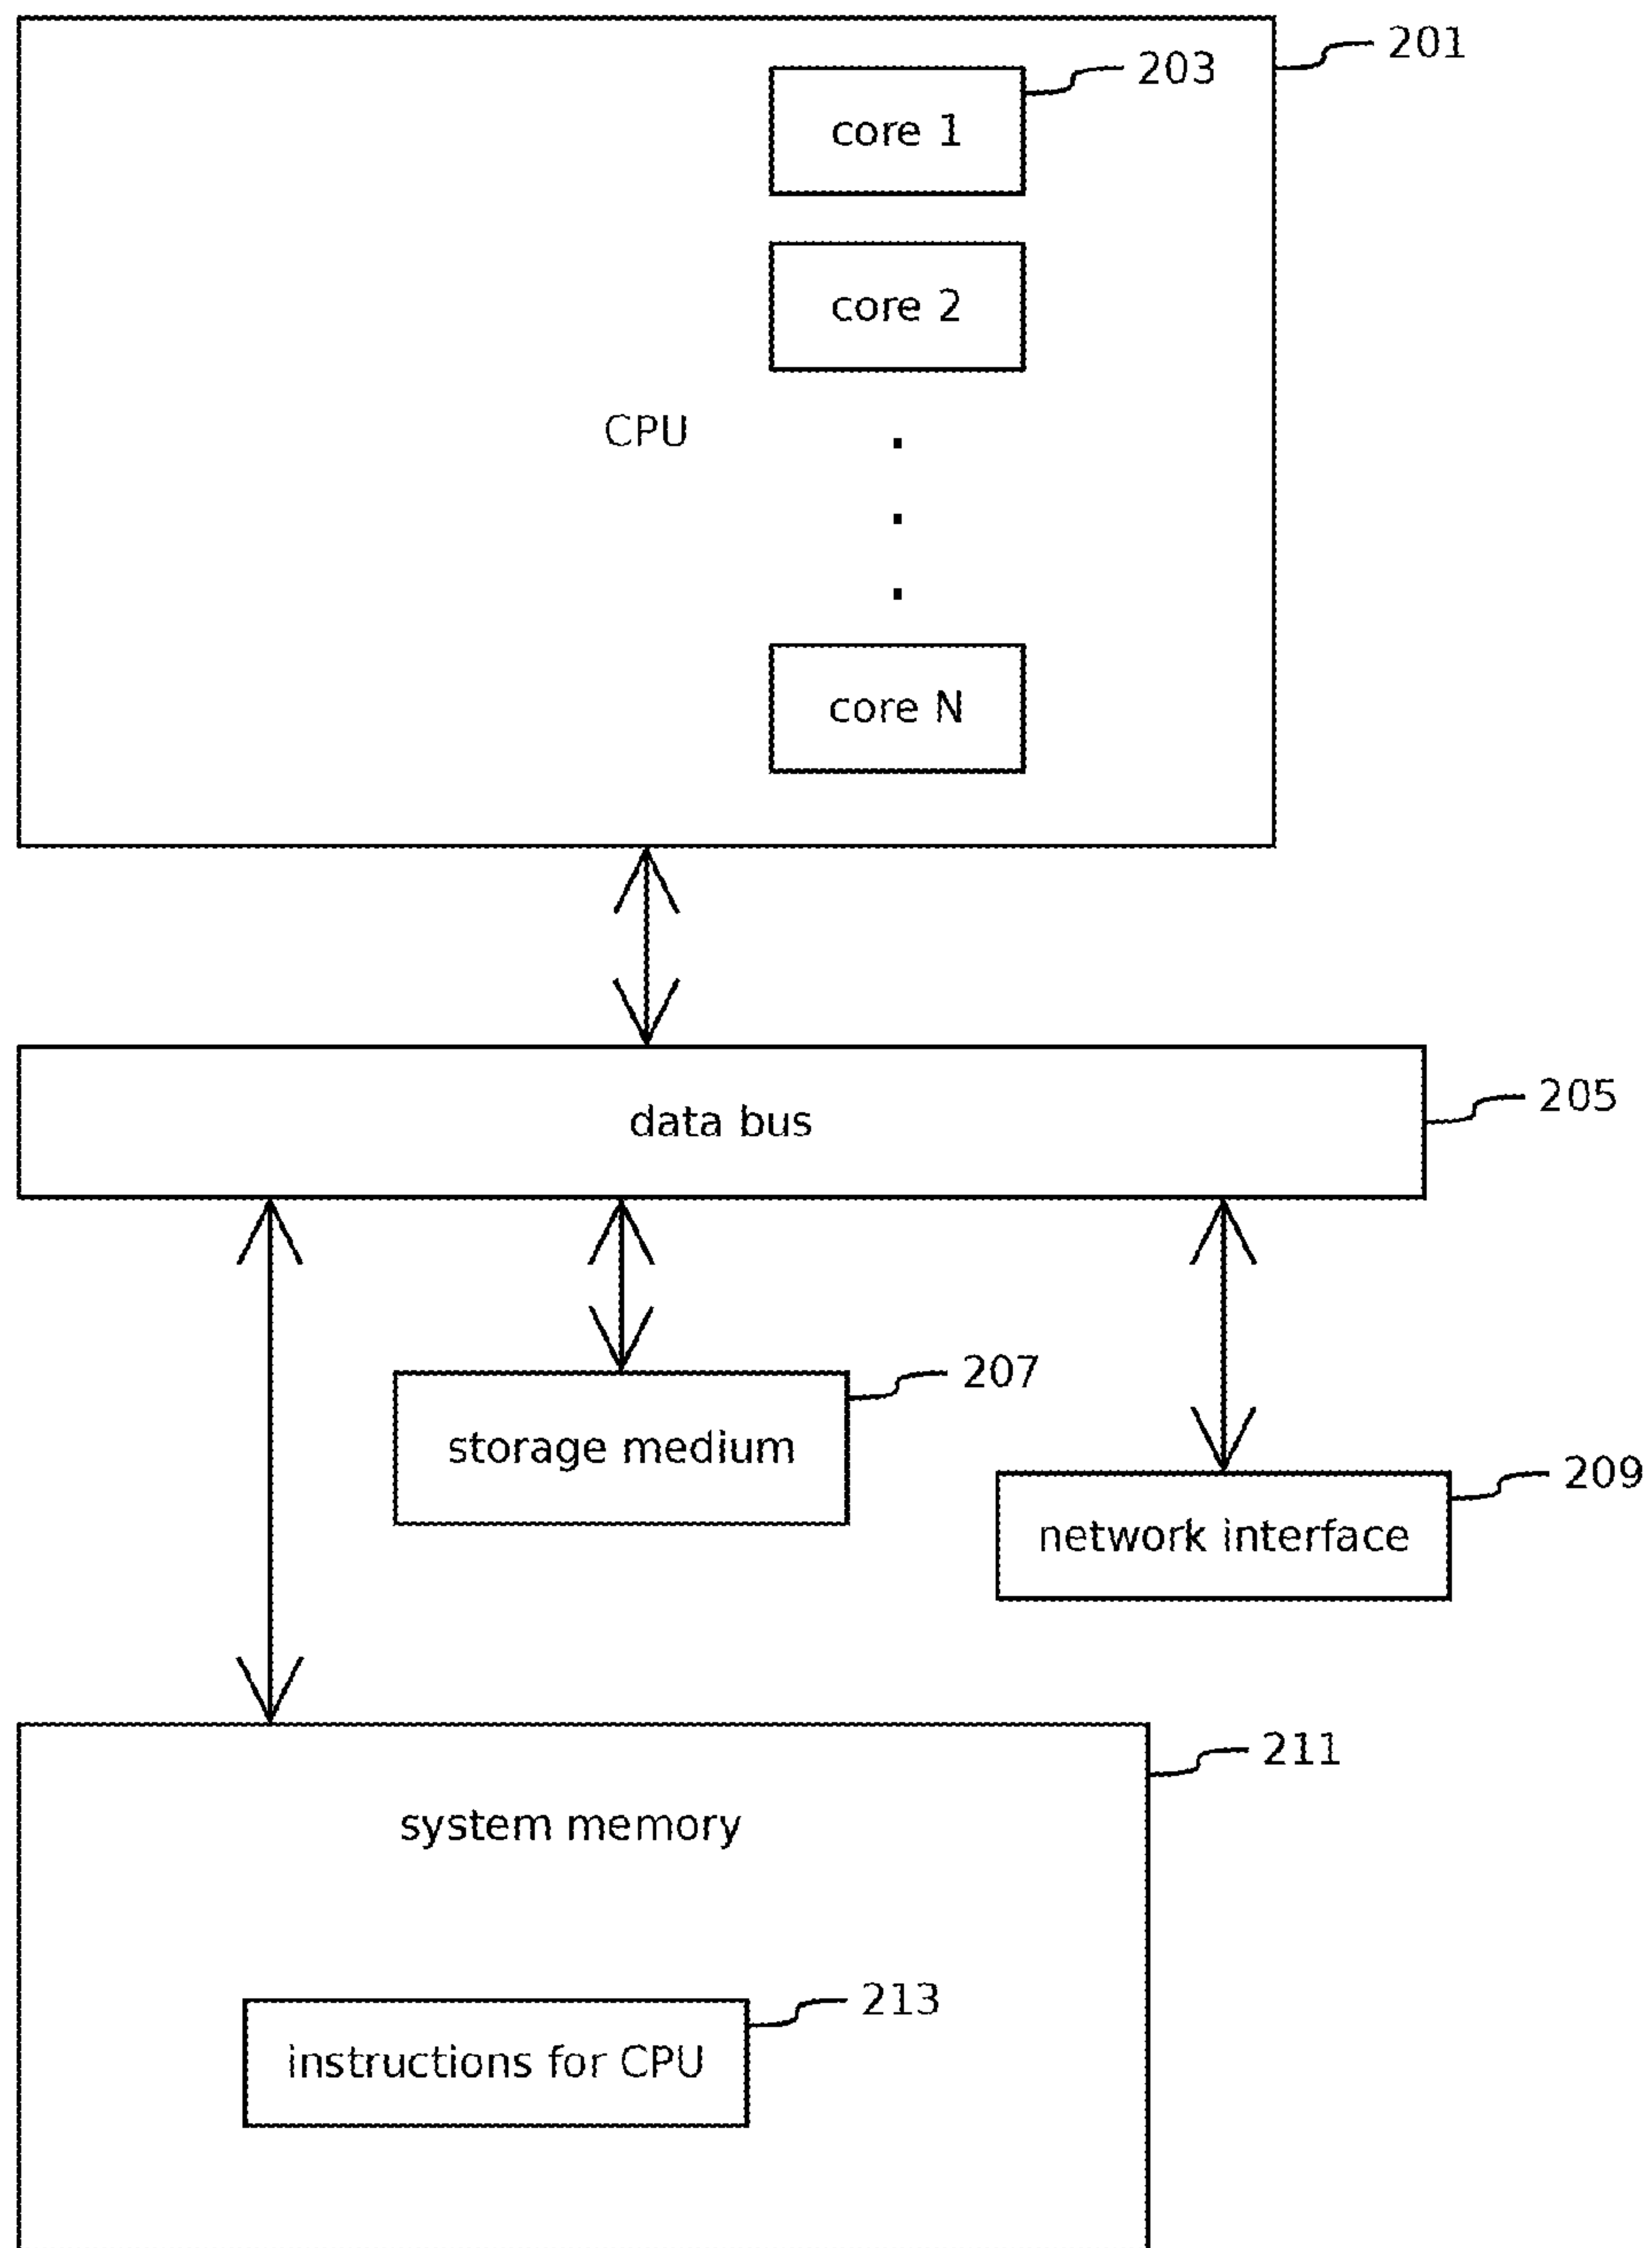 201
203
core 1
core 2
CPU
.
.
.
core N
data bus
205
207
storage medium
209
network interface
211
system memory
213
instructions for CPU